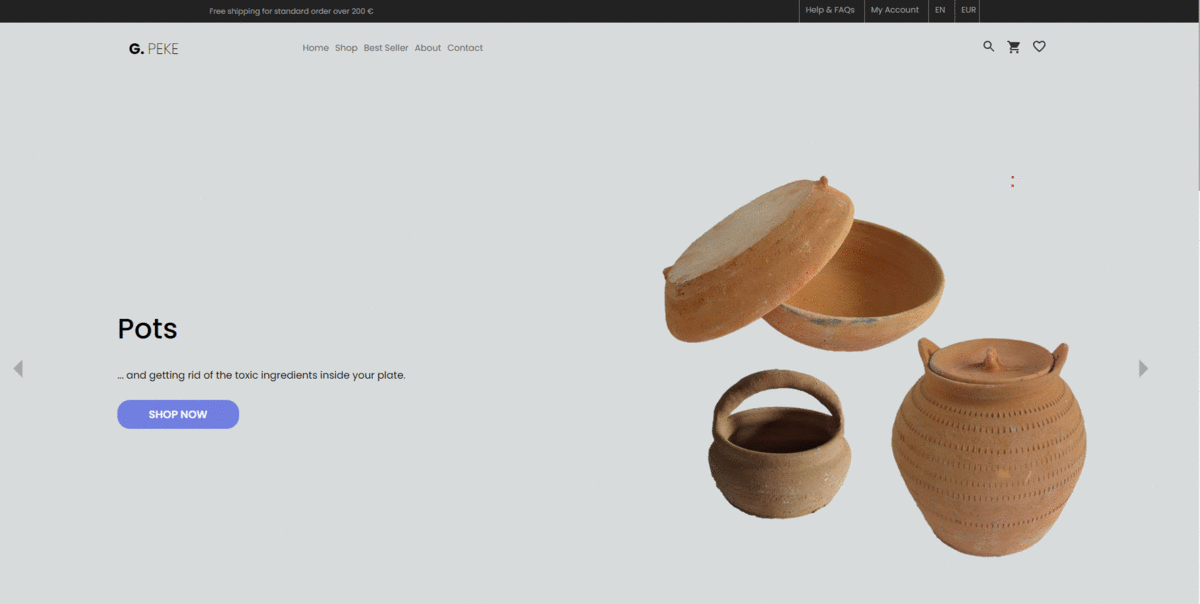 Free shipping for standard order over 200 €
Help & FAQs My Account EN EUR
G. PEKE Home Shop Best Seller About Contact
Pots
... and getting rid of the toxic ingredients inside your plate.
SHOP NOW